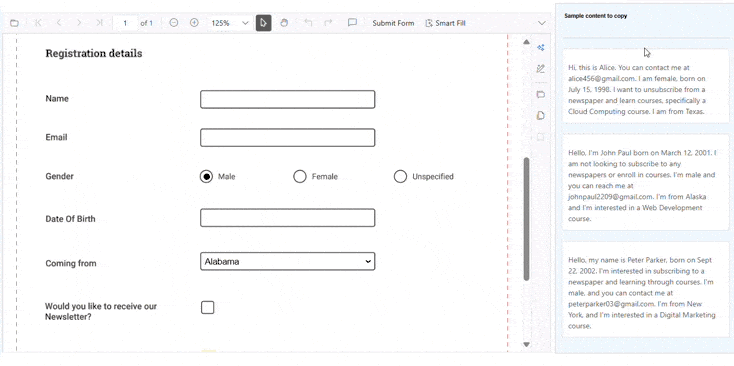 1 of 1 125% Submit Form Smart Fill
Registration details
Name
Email
Gender Male Female Unspecified
Date Of Birth
Coming from Alabama
Would you like to receive our
Newsletter?
Sample content to copy
Hi, this is Alice. You can contact me at
alice456@gmail.com. I am female, born on
July 15, 1998. I want to unsubscribe from a
newspaper and learn courses, specifically a
Cloud Computing course. I am from Texas.
Hello, I'm John Paul born on March 12, 2001. I
am not looking to subscribe to any
newspapers or enroll in courses. I'm male and
you can reach me at
johnpaul2209@gmail.com. I'm from Alaska
and I'm interested in a Web Development
course.
Hello, my name is Peter Parker, born on Sept
22, 2002. I'm interested in subscribing to a
newspaper and learning through courses. I'm
male, and you can contact me at
peterparker03@gmail.com. I'm from New
York, and I'm interested in a Digital Marketing
course.